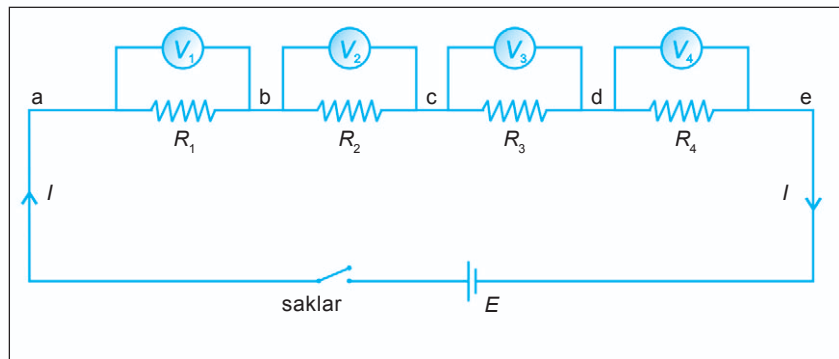 V1 V2 V3 V4
a b c d e
R1 R2 R3 R4
I I
saklar E